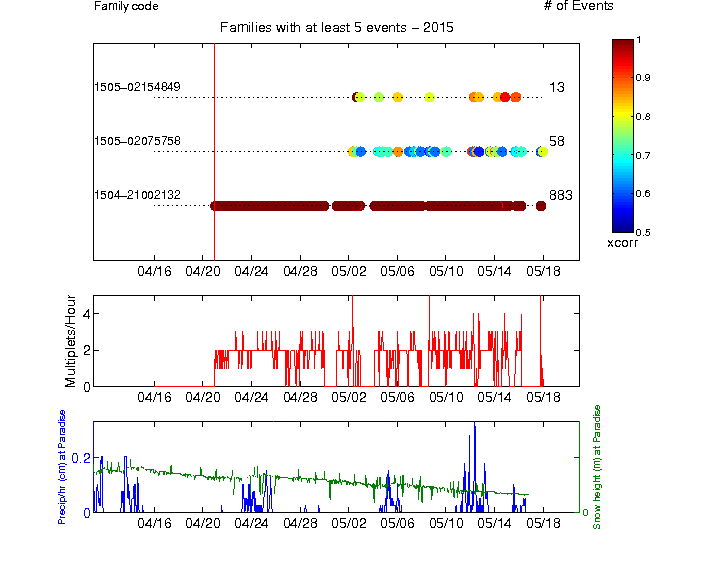 Family code
# of Events
Families with at least 5 events – 2015
1505–02154849
13
1505–02075758
58
1504–21002132
883
04/16 04/20 04/24 04/28 05/02 05/06 05/10 05/14 05/18
1
0.9
0.8
0.7
0.6
0.5
xcorr
Multiplets/Hour
4
2
0
04/16 04/20 04/24 04/28 05/02 05/06 05/10 05/14 05/18
Precip/hr (cm) at Paradise
0.2
0
0
Snow height (m) at Paradise
04/16 04/20 04/24 04/28 05/02 05/06 05/10 05/14 05/18